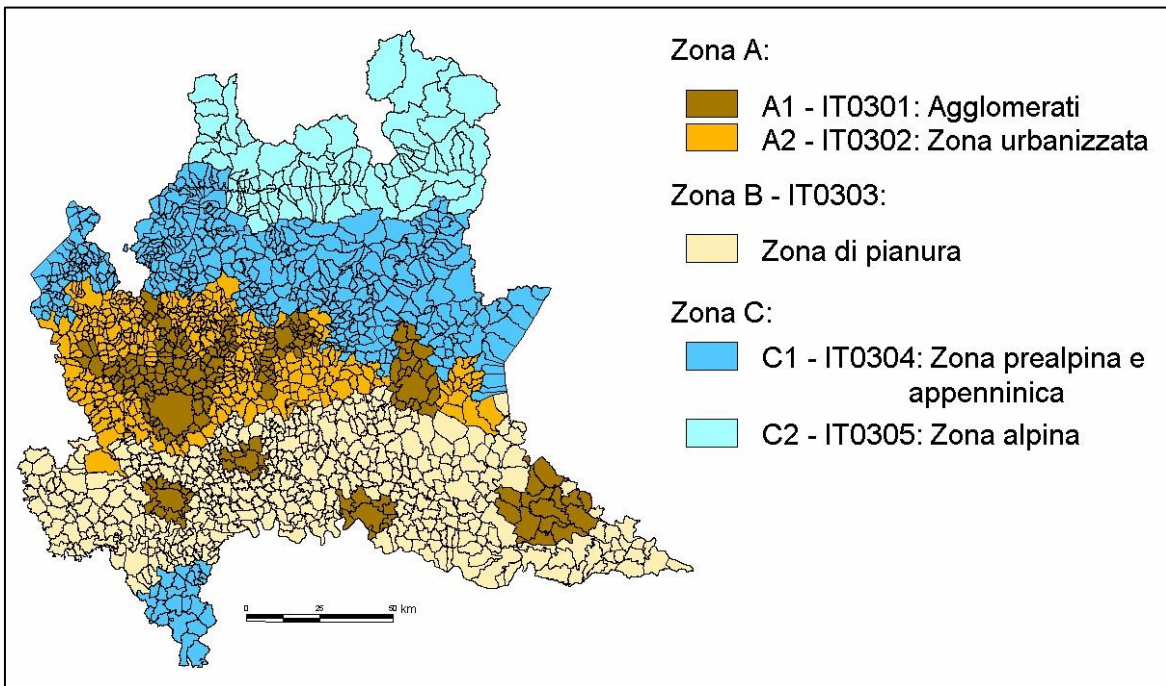 Zona A:
A1 - IT0301: Agglomerati
A2 - IT0302: Zona urbanizzata
Zona B - IT0303:
Zona di pianura
Zona C:
C1 - IT0304: Zona prealpina e
appenninica
C2 - IT0305: Zona alpina
0 25 50 km